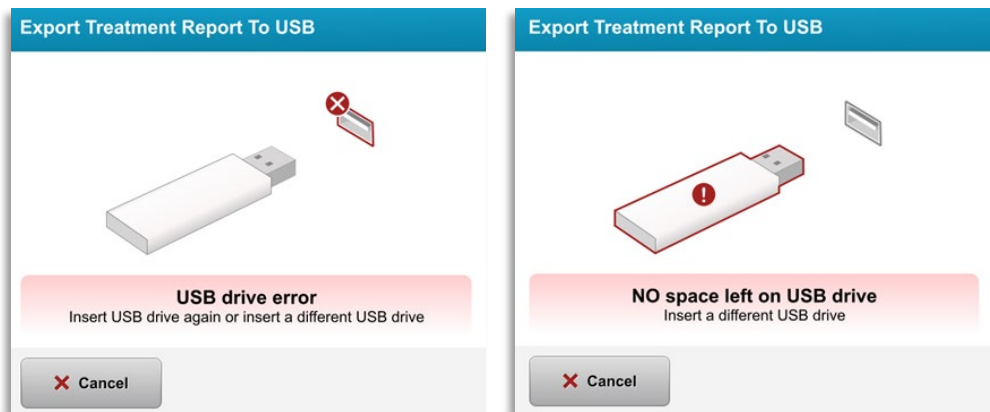 Export Treatment Report To USB
USB drive error
Insert USB drive again or insert a different USB drive
Cancel
Export Treatment Report To USB
NO space left on USB drive
Insert a different USB drive
Cancel